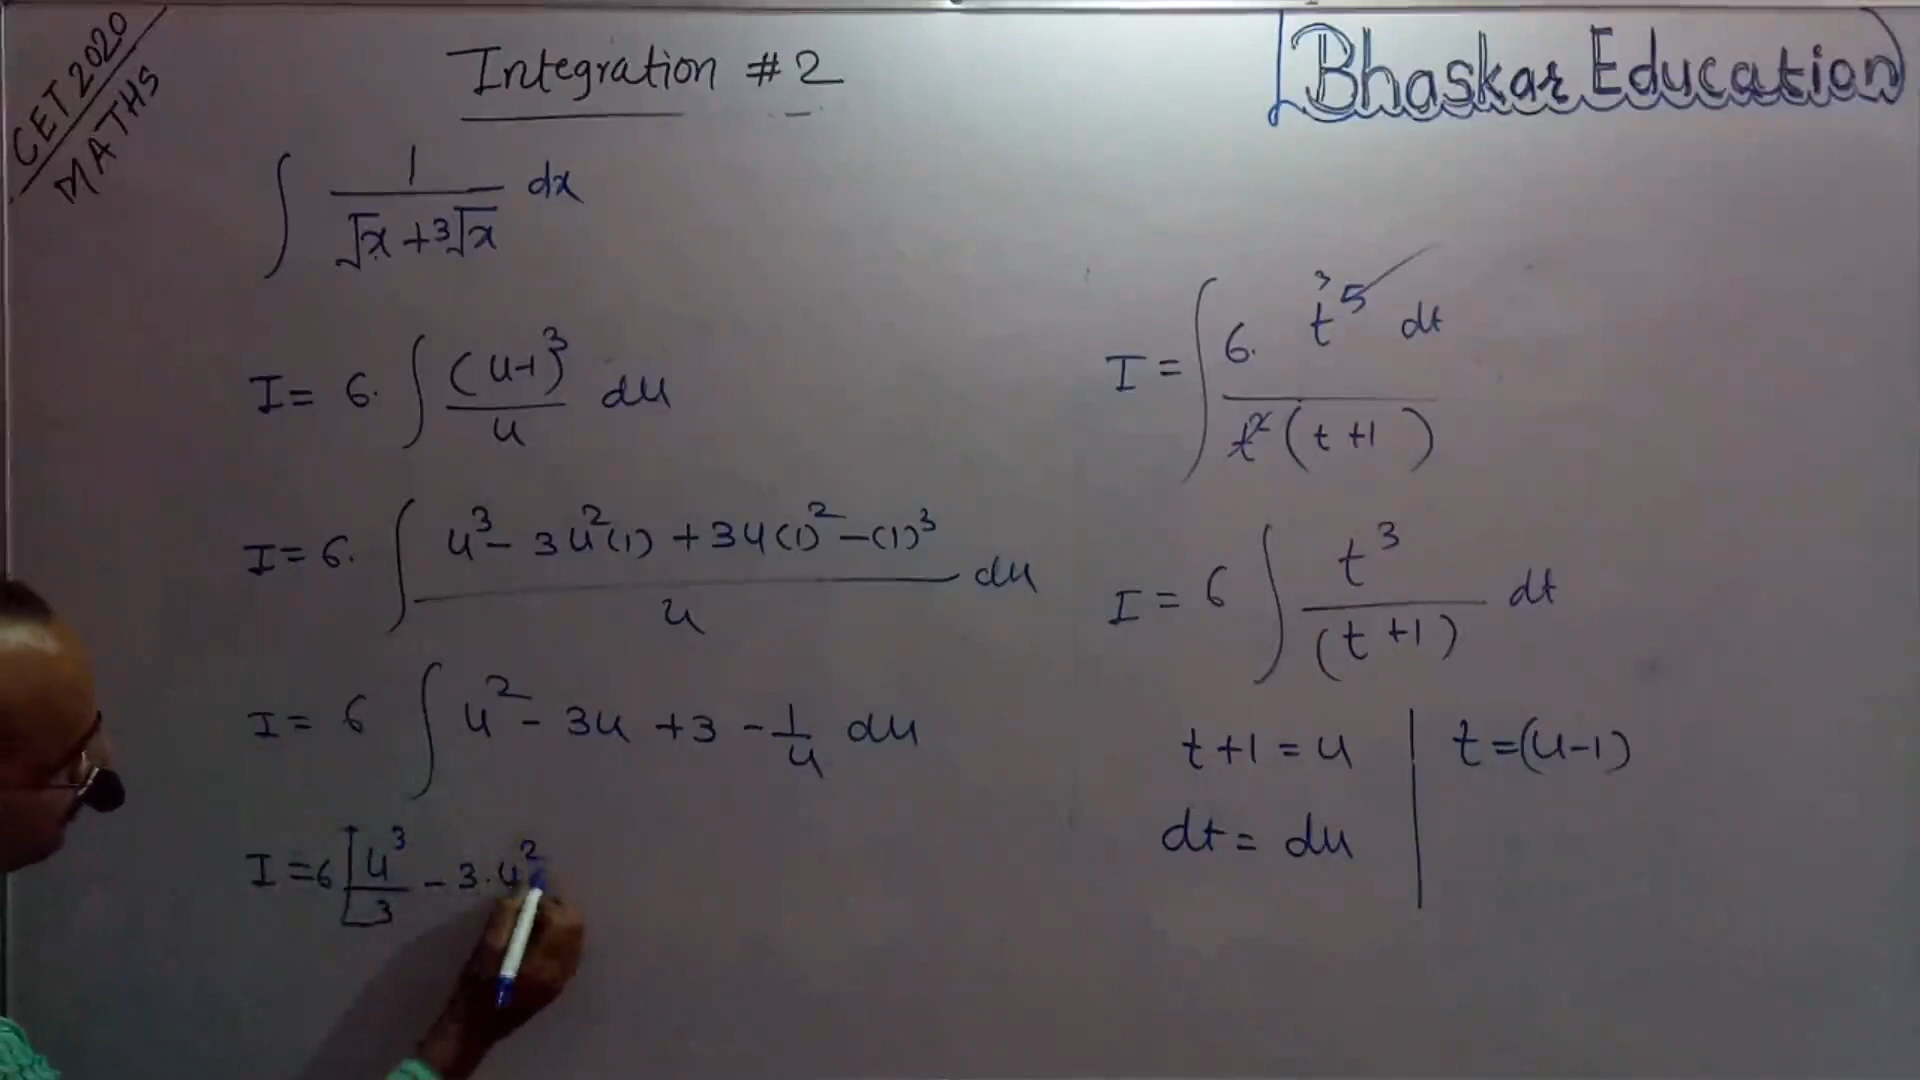 CET 2020
MATHS
Integration # 2
Bhaskar Education
∫ 1/(√x + ³√x) dx
I = 6. ∫ (u-1)³/u du
I = 6. ∫ (u³ - 3u²(1) + 3u(1)² - (1)³)/u du
I = 6 ∫ u² - 3u + 3 - 1/u du
I = 6 [u³/3 - 3.u²
I = ∫ 6. t⁵ ³ dt / t²(t+1)
I = 6 ∫ t³/(t+1) dt
t+1 = u | t = (u-1)
dt = du